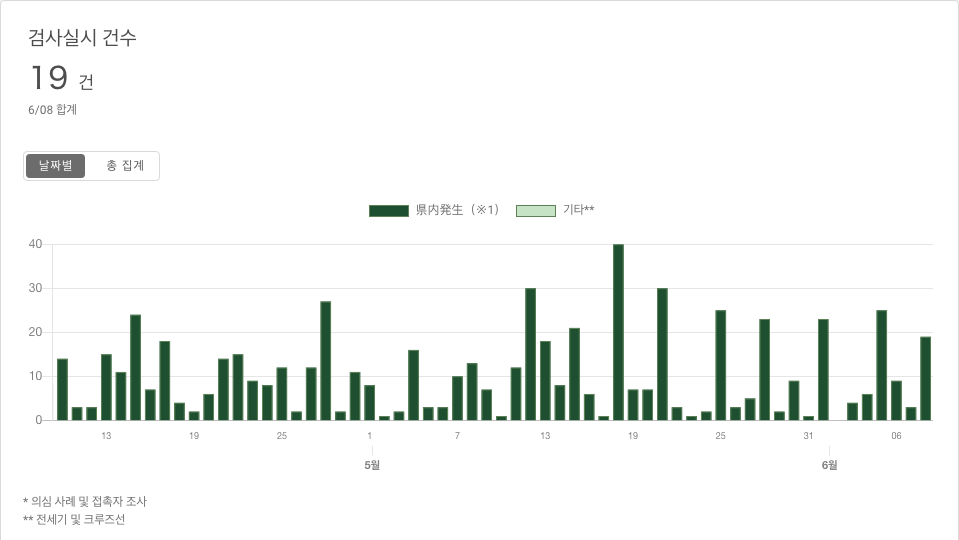 검사실시 건수
19 건
6/08 합계
날짜별 총 집계
県内発生（※1） 기타**
40
30
20
10
0
13 19 25 1 7 13 19 25 31 06
5월 6월
* 의심 사례 및 접촉자 조사
** 전세기 및 크루즈선